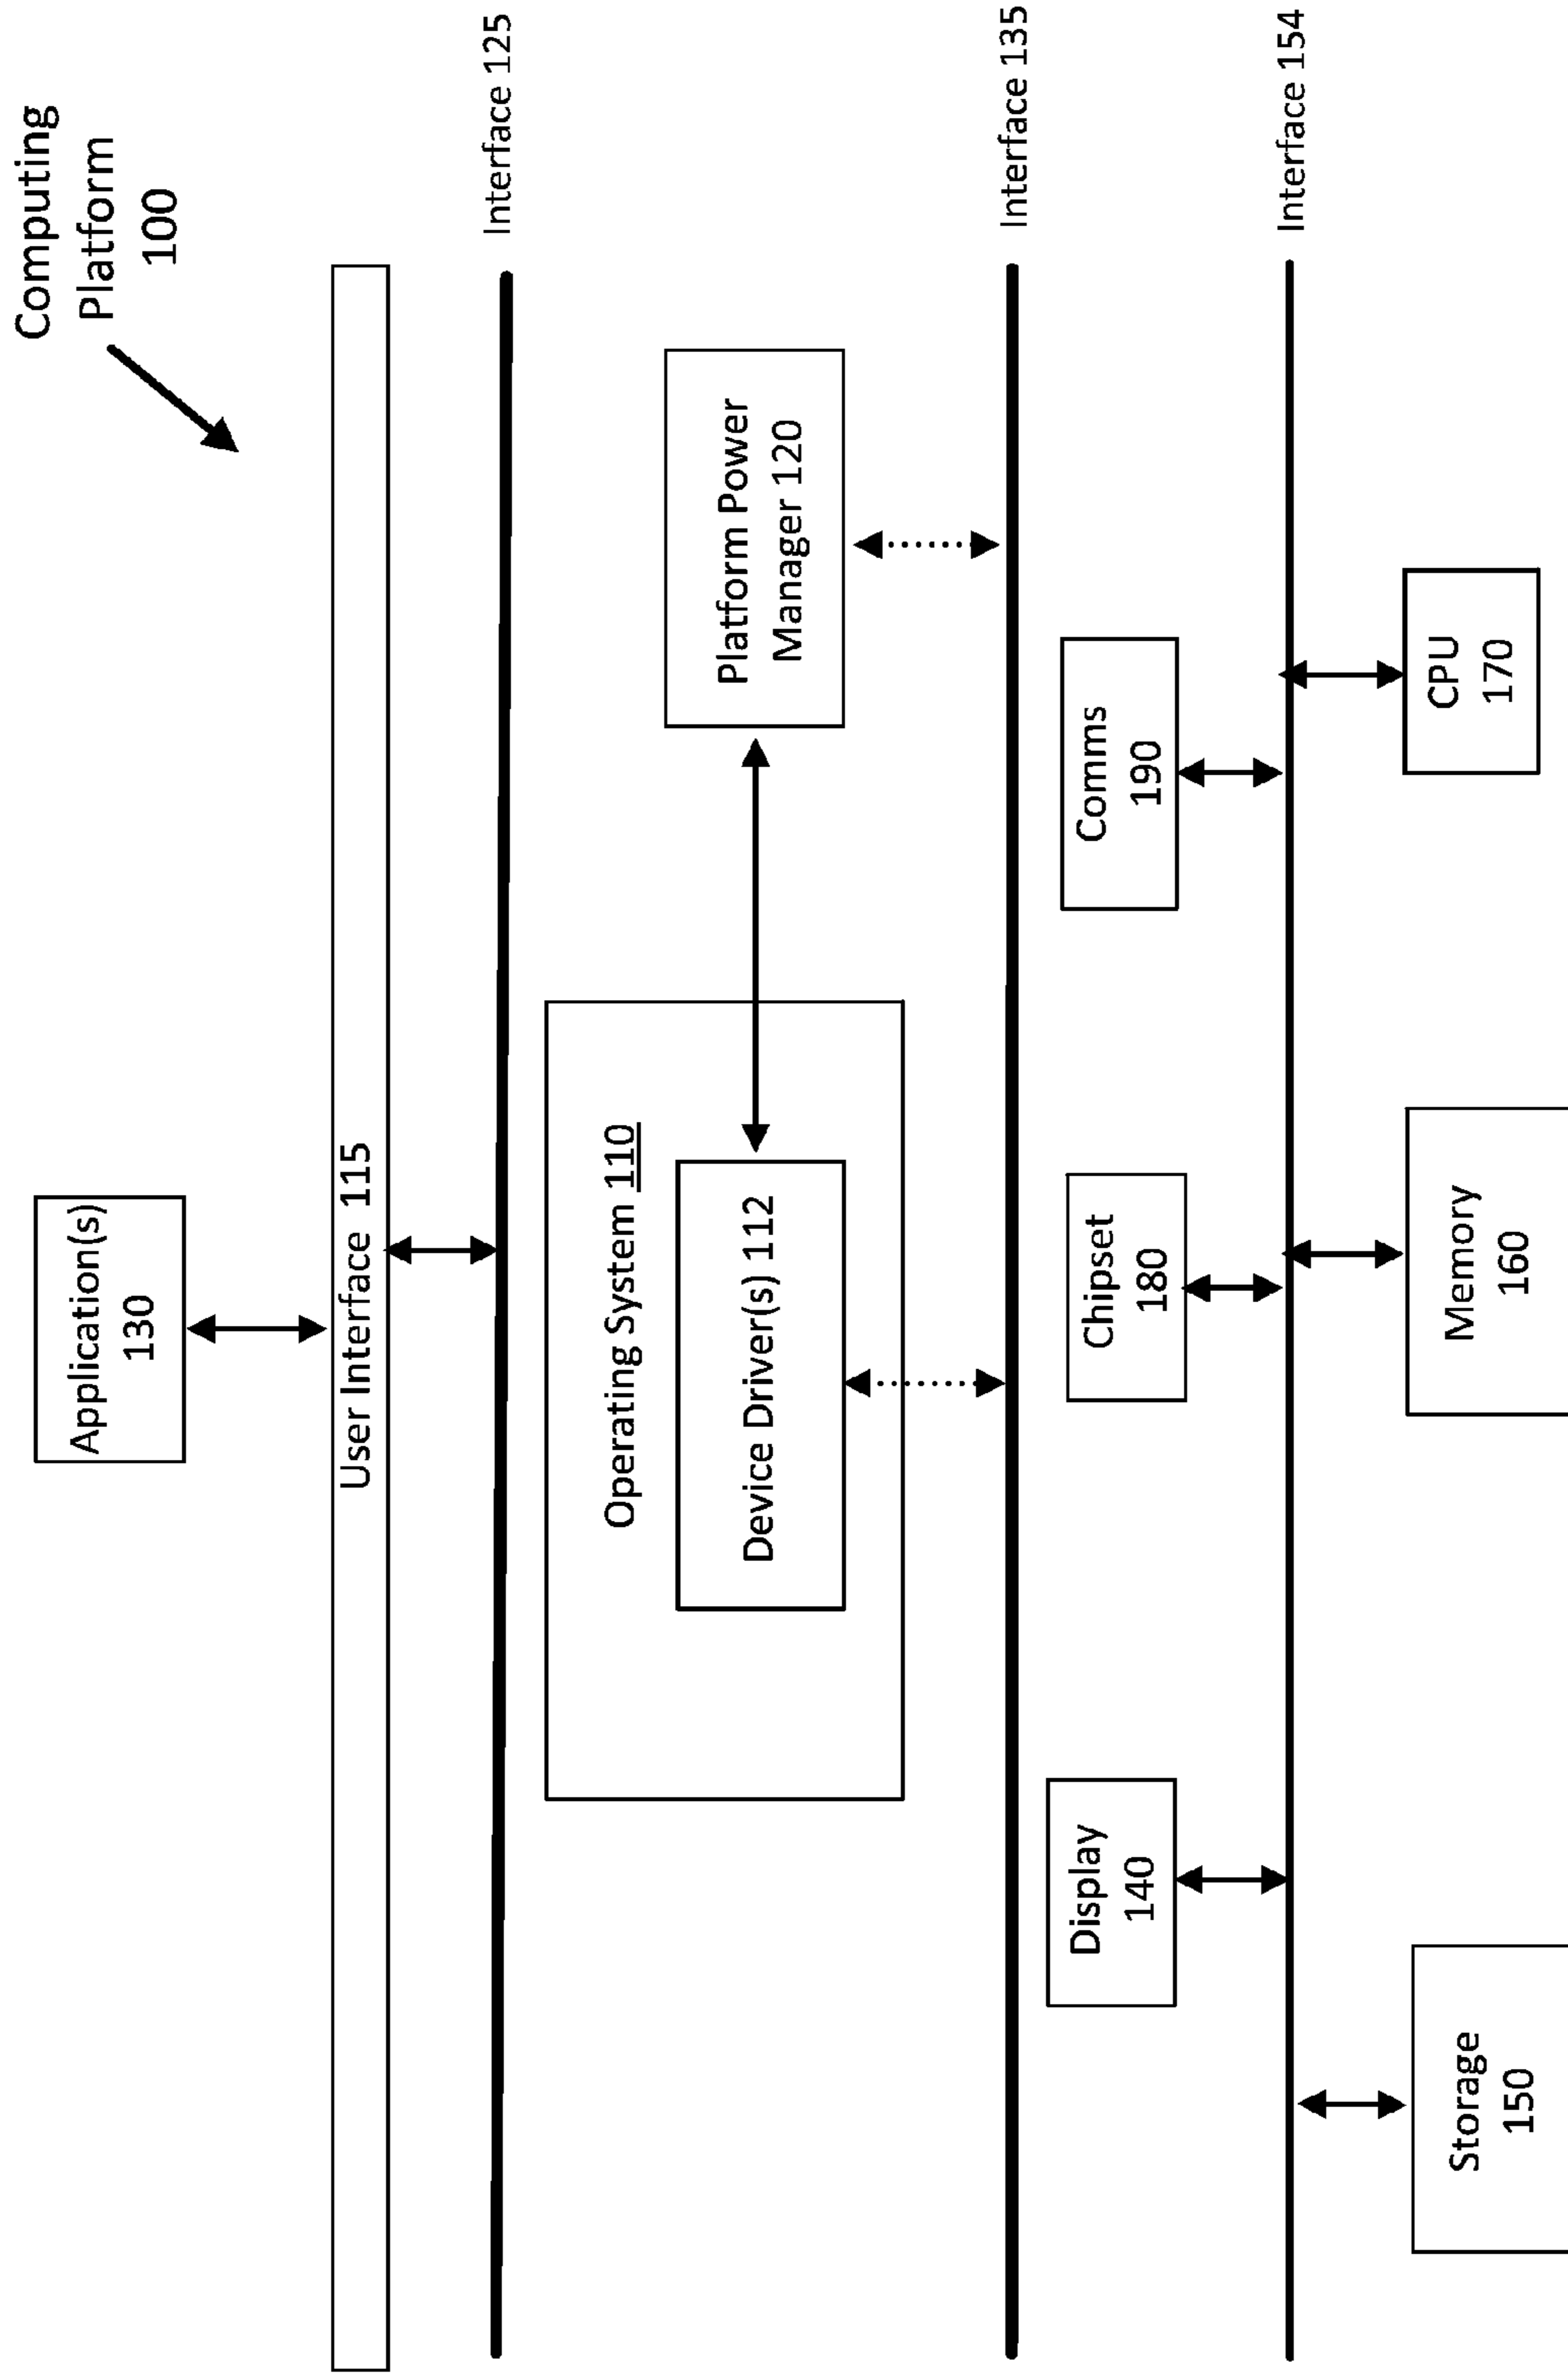 Computing
Platform
100
Application(s)
130
User Interface 115
Interface 125
Operating System 110
Device Driver(s) 112
Platform Power
Manager 120
Interface 135
Display
140
Chipset
180
Comms
190
Interface 154
Storage
150
Memory
160
CPU
170